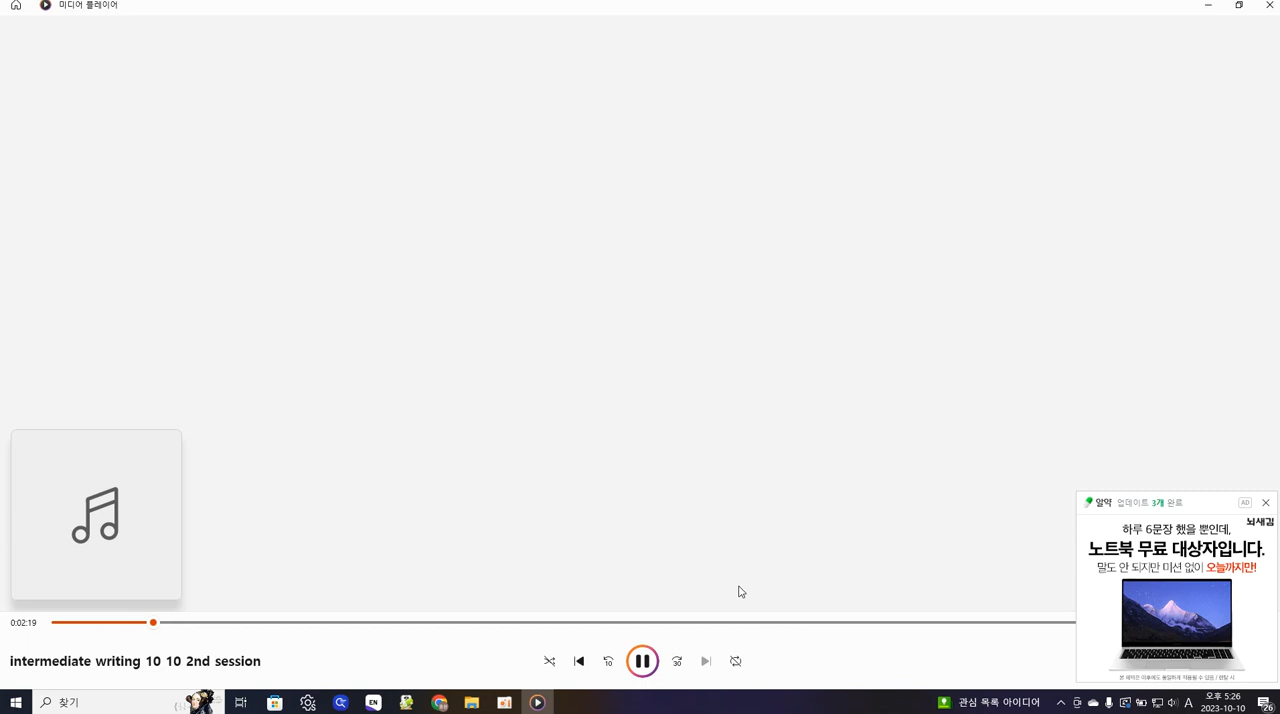 미디어 플레이어
알약 업데이트 3개 완료 AD
뇌새김
하루 6문장 했을 뿐인데,
노트북 무료 대상자입니다.
말도 안 되지만 미션 없이 오늘까지만!
0:02:19
intermediate writing 10 10 2nd session
10
30
찾기
EN
관심 목록 아이디어
A
오후 5:26
2023-10-10
26